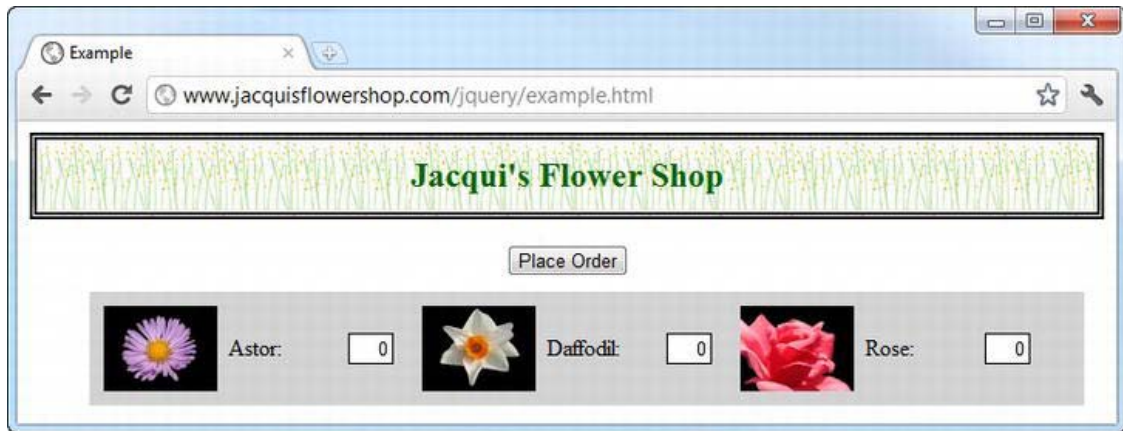 Example
www.jacquisflowershop.com/jquery/example.html
Jacqui's Flower Shop
Place Order
Astor: 0 Daffodil: 0 Rose: 0